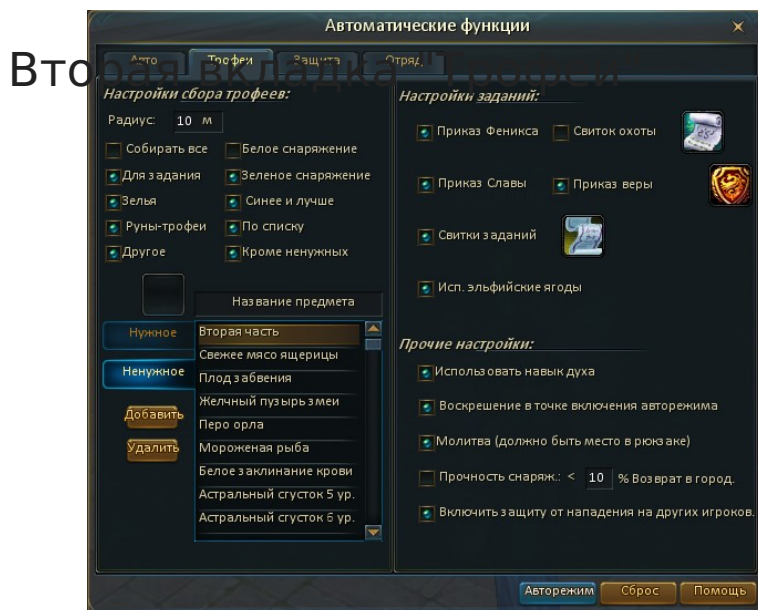 Автоматические функции
Авто Трофеи Защита Отряд
Вторая вкладка "Трофеи
Настройки сбора трофеев:
Радиус: 10 м
Собирать все Белое снаряжение
Для задания Зеленое снаряжение
Зелья Синее и лучше
Руны-трофеи По списку
Другое Кроме ненужных
Название предмета
Нужное
Ненужное
Добавить
Удалить
Вторая часть
Свежее мясо ящерицы
Плод забвения
Желчный пузырь змеи
Перо орла
Мороженая рыба
Белое заклинание крови
Астральный сгусток 5 ур.
Астральный сгусток 6 ур.
Настройки заданий:
Приказ Феникса Свиток охоты
Приказ Славы Приказ веры
Свитки заданий
Исп. эльфийские ягоды
Прочие настройки:
Использовать навык духа
Воскрешение в точке включения авторежима
Молитва (должно быть место в рюкзаке)
Прочность снаряж.: < 10 % Возврат в город.
Включить защиту от нападения на других игроков.
Авторежим Сброс Помощь